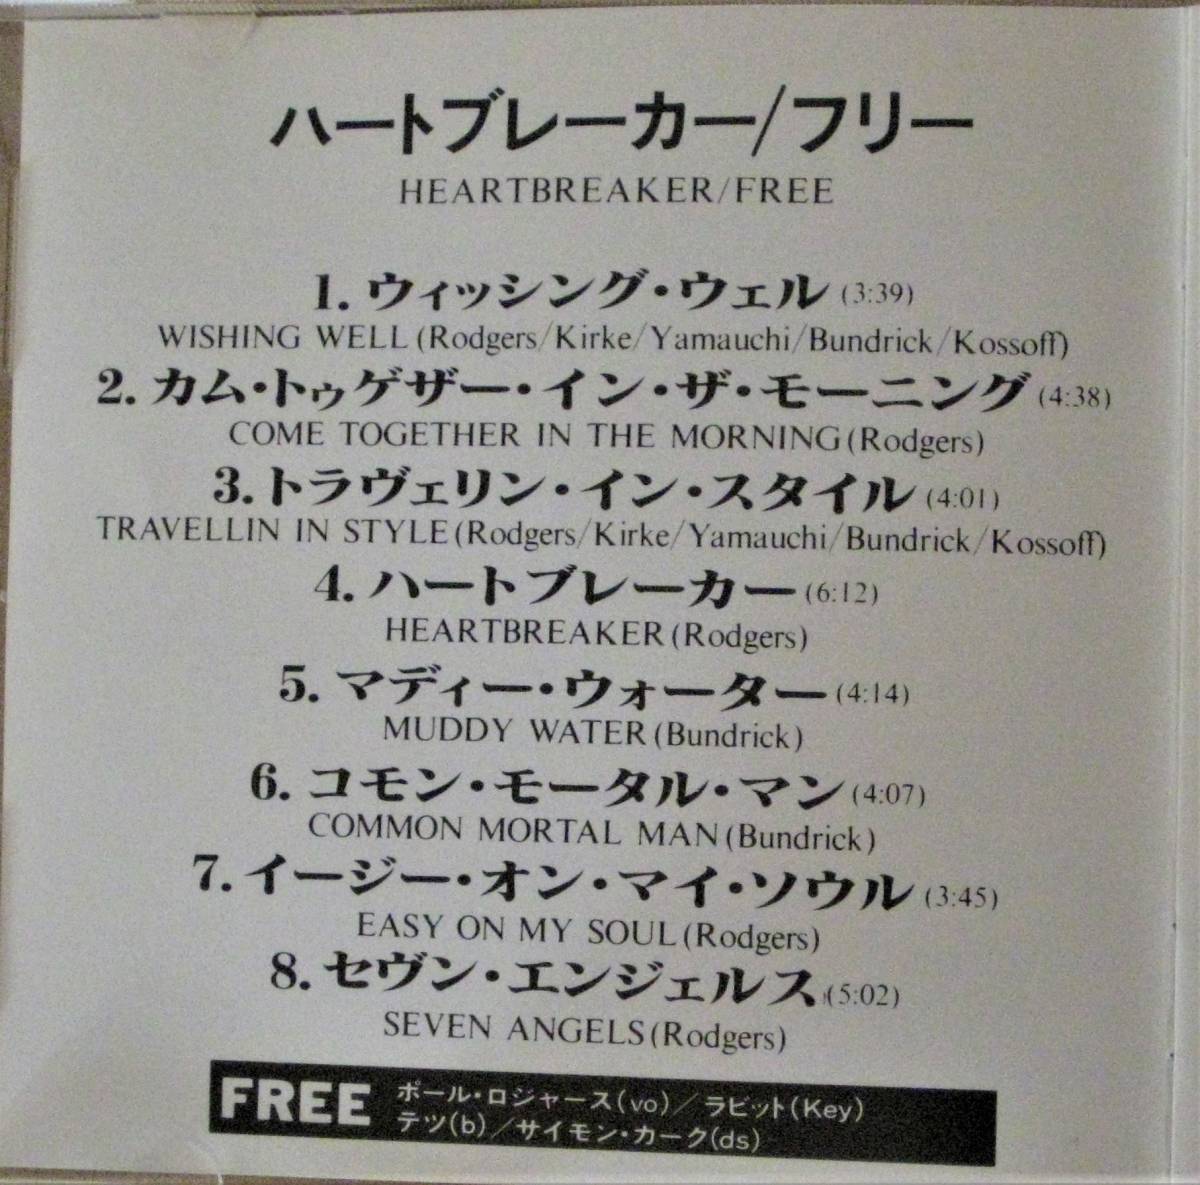 ハートブレーカー/フリー
HEARTBREAKER/FREE
1. ウィッシング・ウェル (3:39)
WISHING WELL (Rodgers/Kirke/Yamauchi/Bundrick/Kossoff)
2. カム・トゥゲザー・イン・ザ・モーニング (4:38)
COME TOGETHER IN THE MORNING (Rodgers)
3. トラヴェリン・イン・スタイル (4:01)
TRAVELLIN IN STYLE (Rodgers/Kirke/Yamauchi/Bundrick/Kossoff)
4. ハートブレーカー (6:12)
HEARTBREAKER (Rodgers)
5. マディー・ウォーター (4:14)
MUDDY WATER (Bundrick)
6. コモン・モータル・マン (4:07)
COMMON MORTAL MAN (Bundrick)
7. イージー・オン・マイ・ソウル (3:45)
EASY ON MY SOUL (Rodgers)
8. セヴン・エンジェルス (5:02)
SEVEN ANGELS (Rodgers)
FREE ポール・ロジャース(vo)/ラビット(Key)
テツ(b)/サイモン・カーク(ds)